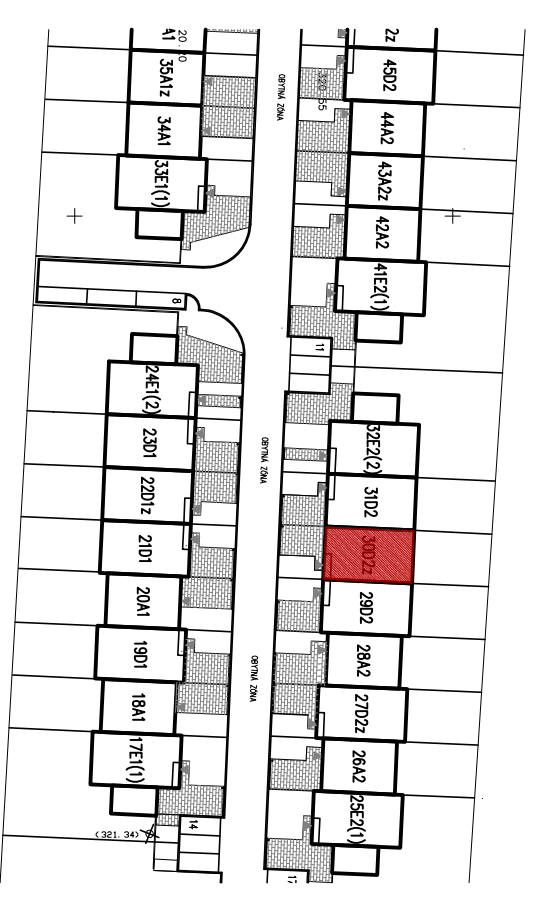 20.20
A1
2z
35A1z
OBYTNÁ ZÓNA
320.55
45D2
34A1
44A2
33E1(1)
43A2z
42A2
41E2(1)
8
11
24E1(2)
32E2(2)
23D1
OBYTNÁ ZÓNA
22D1z
31D2
21D1
30D2z
20A1
29D2
19D1
OBYTNÁ ZÓNA
28A2
18A1
27D2z
17E1(1)
26A2
25E2(1)
14
(321.34)
17